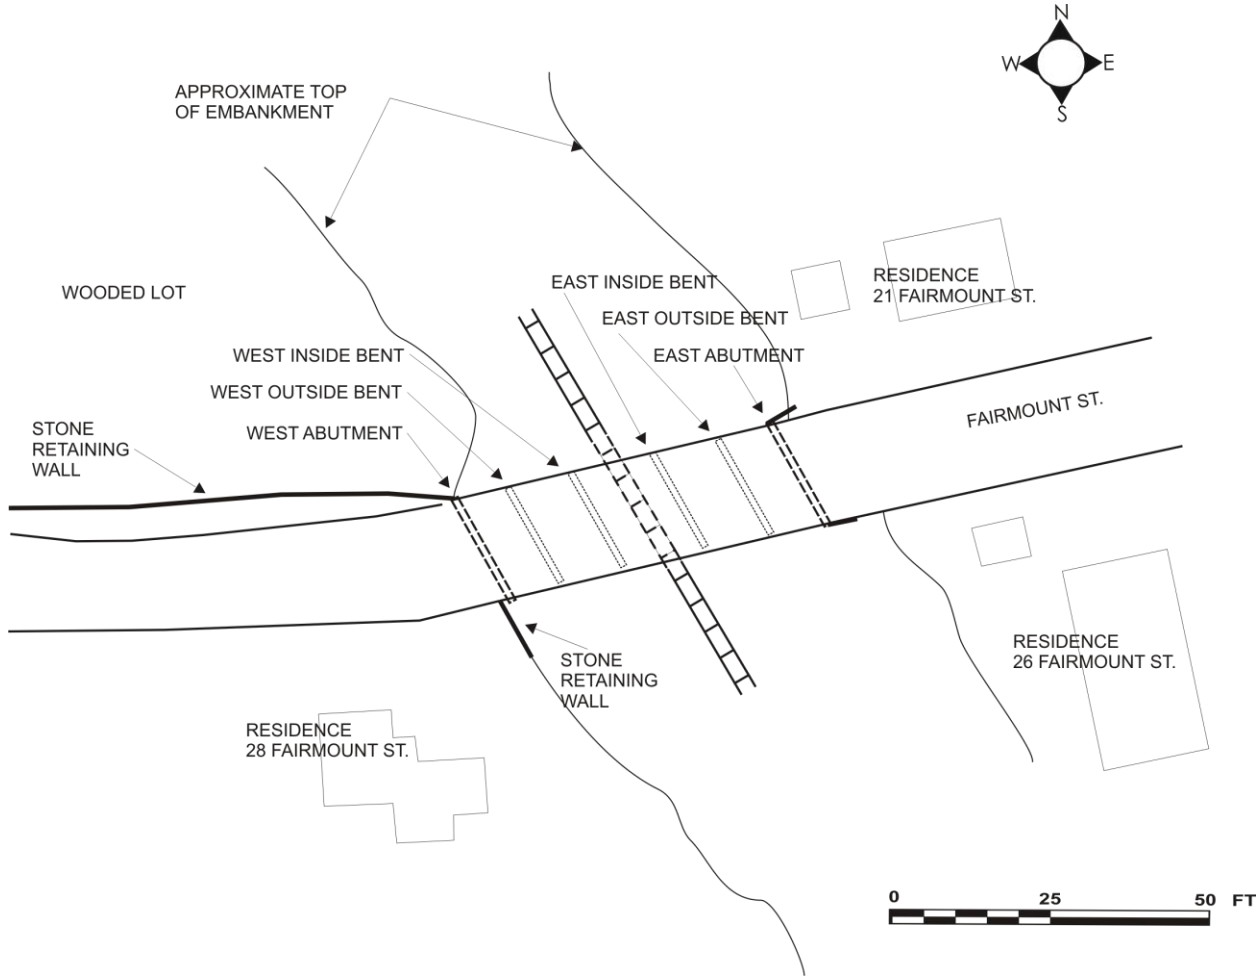 N
W E
S
APPROXIMATE TOP
OF EMBANKMENT
WOODED LOT
EAST INSIDE BENT
RESIDENCE
21 FAIRMOUNT ST.
EAST OUTSIDE BENT
WEST INSIDE BENT
EAST ABUTMENT
WEST OUTSIDE BENT
FAIRMOUNT ST.
STONE
RETAINING
WALL
WEST ABUTMENT
RESIDENCE
26 FAIRMOUNT ST.
STONE
RETAINING
WALL
RESIDENCE
28 FAIRMOUNT ST.
0 25 50 FT